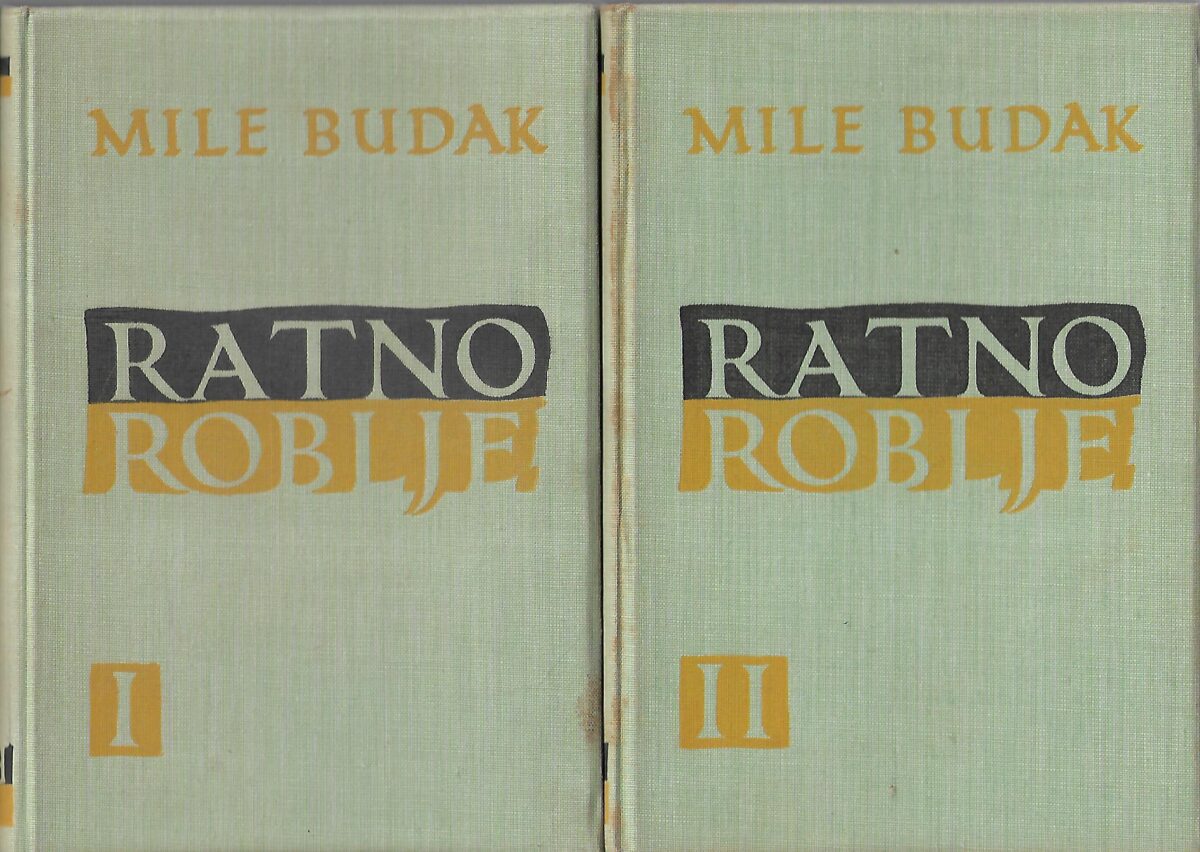 MILE BUDAK
RATNO
ROBLJE
I
MILE BUDAK
RATNO
ROBLJE
II